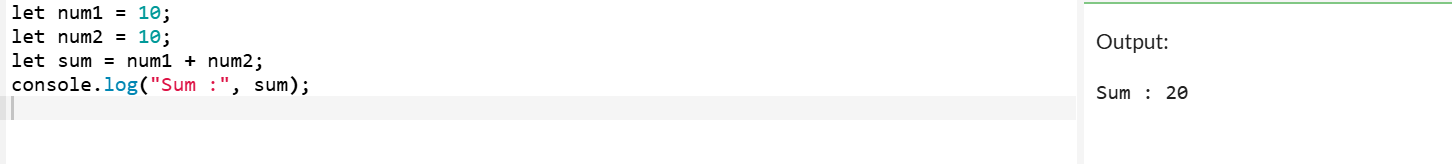 let num1 = 10;
let num2 = 10;
let sum = num1 + num2;
console.log("Sum :", sum);
Output:
Sum : 20